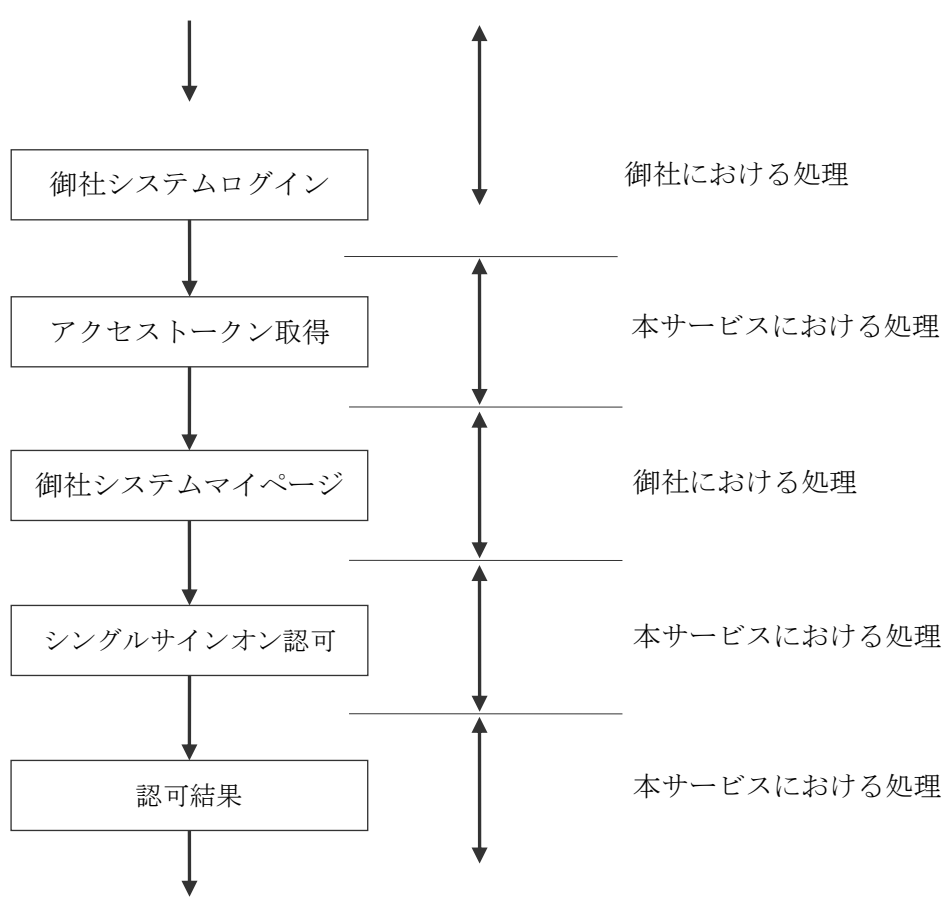 御社システムログイン
御社における処理
アクセストークン取得
本サービスにおける処理
御社システムマイページ
御社における処理
シングルサインオン認可
本サービスにおける処理
認可結果
本サービスにおける処理